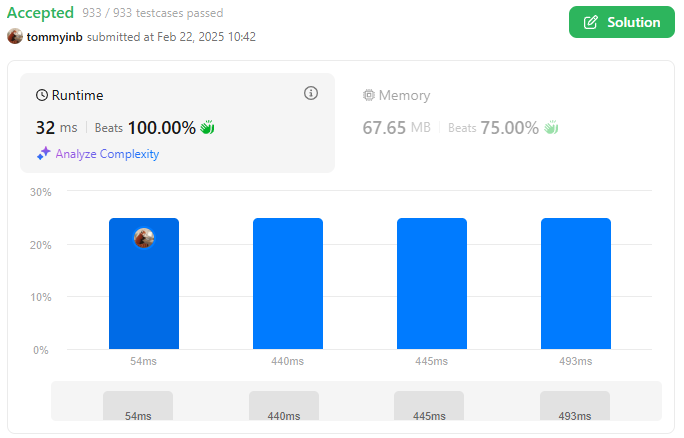 Accepted 933 / 933 testcases passed
Solution
tommyinb submitted at Feb 22, 2025 10:42
Runtime
Memory
32 ms Beats 100.00%
67.65 MB Beats 75.00%
Analyze Complexity
30%
20%
10%
0%
54ms 440ms 445ms 493ms
54ms 440ms 445ms 493ms